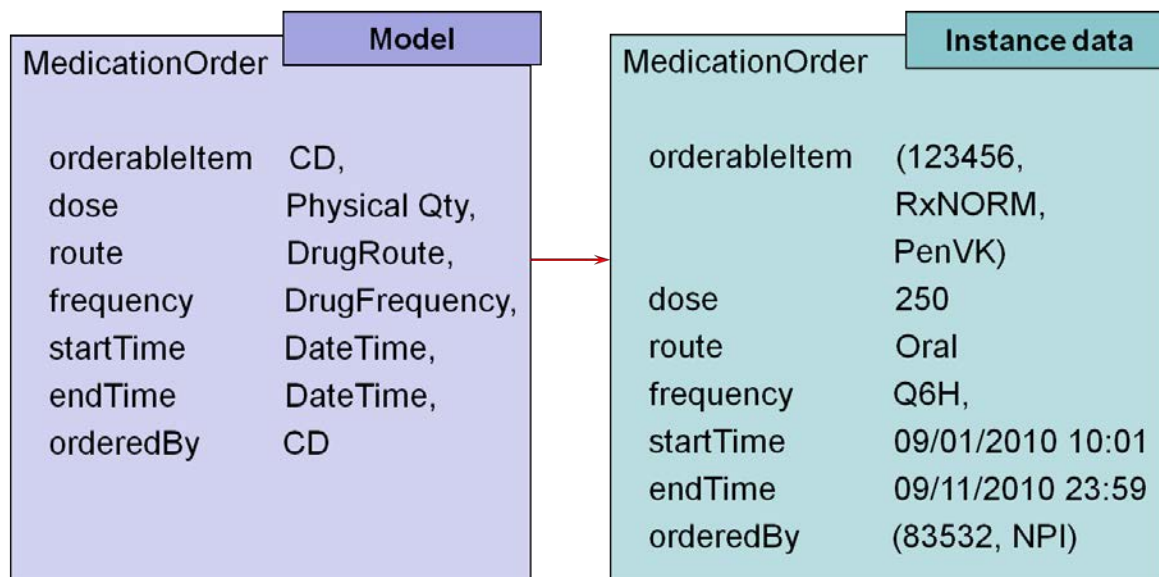 Model
MedicationOrder
orderableItem CD,
dose Physical Qty,
route DrugRoute,
frequency DrugFrequency,
startTime DateTime,
endTime DateTime,
orderedBy CD
Instance data
MedicationOrder
orderableItem (123456,
RxNORM,
PenVK)
dose 250
route Oral
frequency Q6H,
startTime 09/01/2010 10:01
endTime 09/11/2010 23:59
orderedBy (83532, NPI)